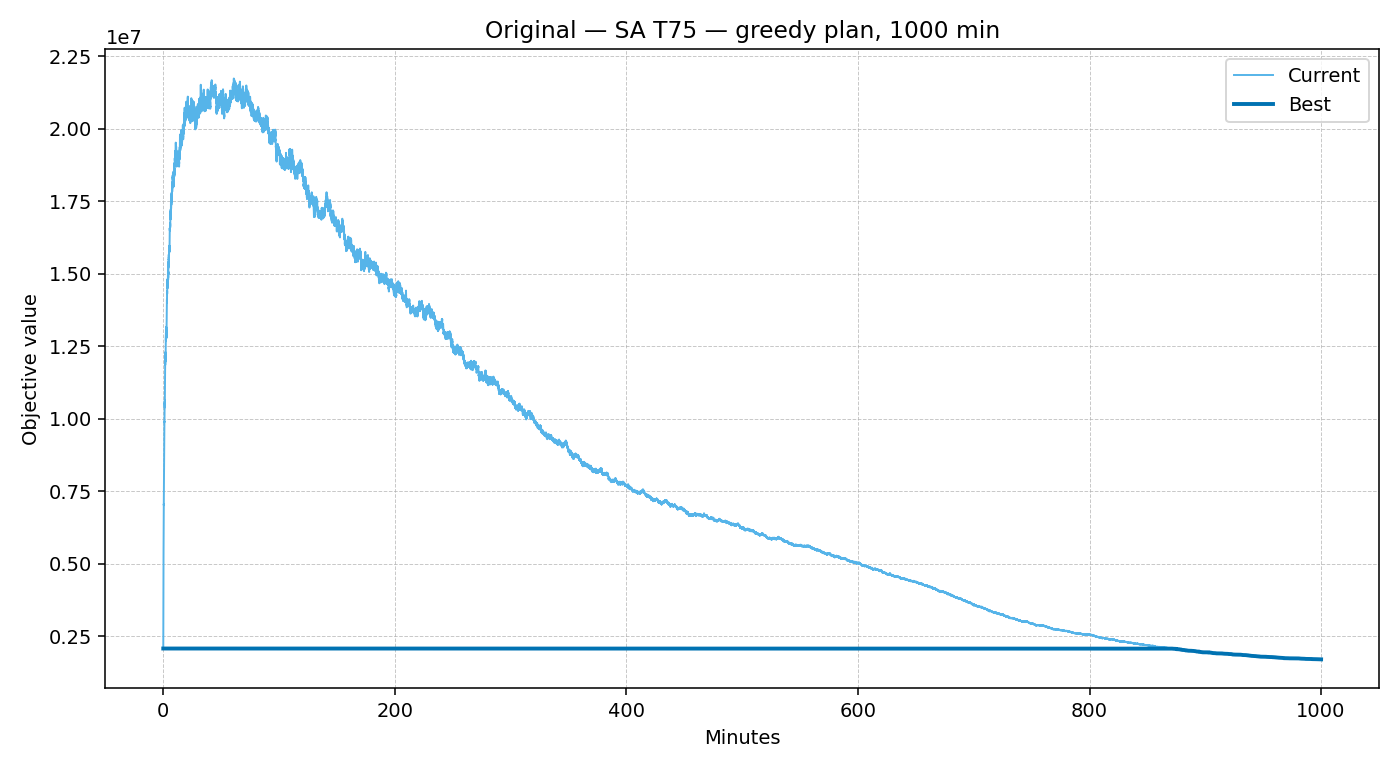 Original — SA T75 — greedy plan, 1000 min
1e7
2.25
2.00
1.75
1.50
1.25
1.00
0.75
0.50
0.25
Objective value
Current
Best
0 200 400 600 800 1000
Minutes